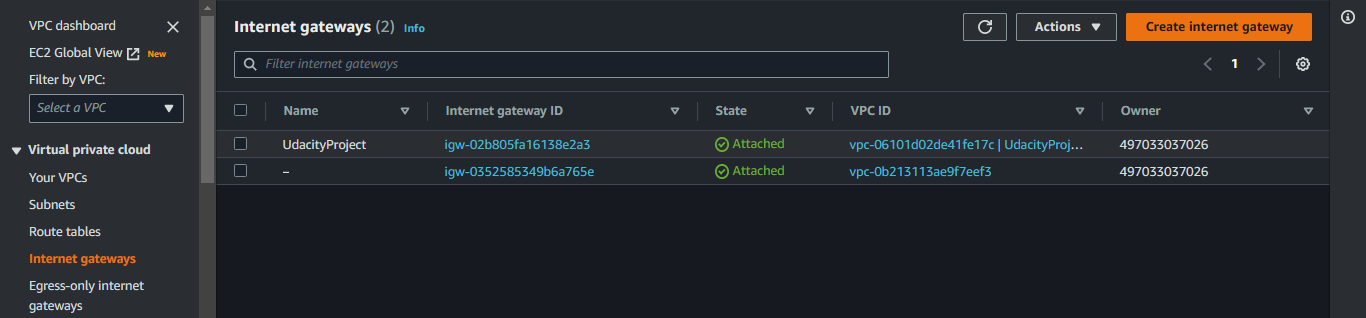 VPC dashboard
EC2 Global View New
Filter by VPC:
Select a VPC
Virtual private cloud
Your VPCs
Subnets
Route tables
Internet gateways
Egress-only internet
gateways
Internet gateways (2) Info
Actions
Create internet gateway
Filter internet gateways
1
Name Internet gateway ID State VPC ID Owner
UdacityProject igw-02b805fa16138e2a3 Attached vpc-06101d02de41fe17c | UdacityProj... 497033037026
– igw-0352585349b6a765e Attached vpc-0b213113ae9f7eef3 497033037026